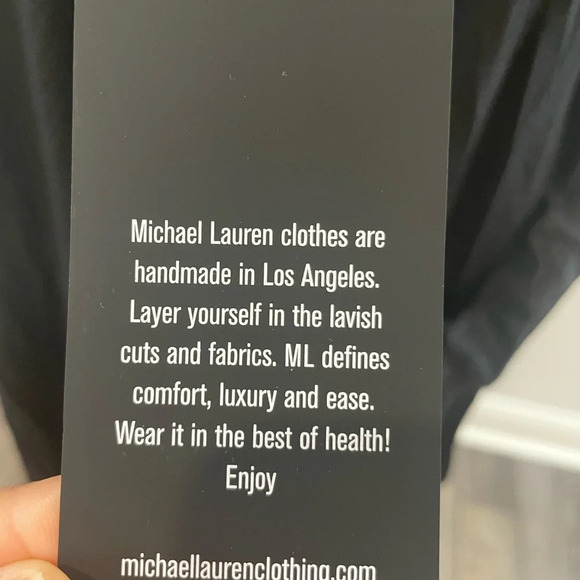 Michael Lauren clothes are
handmade in Los Angeles.
Layer yourself in the lavish
cuts and fabrics. ML defines
comfort, luxury and ease.
Wear it in the best of health!
Enjoy
michaellaurenclothing.com